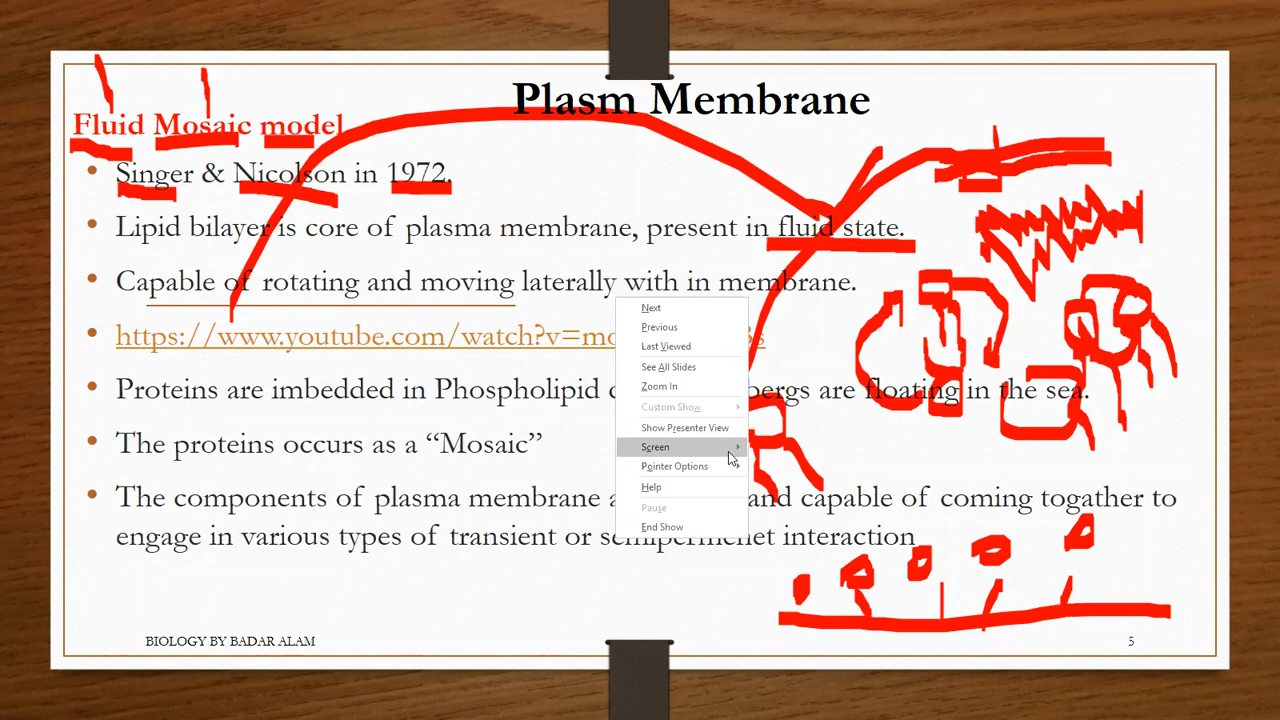 Plasm Membrane
Fluid Mosaic model
• Singer & Nicolson in 1972.
• Lipid bilayer is core of plasma membrane, present in fluid state.
• Capable of rotating and moving laterally with in membrane.
• https://www.youtube.com/watch?v=mo
• Proteins are imbedded in Phospholipid are floating in the sea.
• The proteins occurs as a “Mosaic”
• The components of plasma membrane and capable of coming togather to
engage in various types of transient or semipermenet interaction
Next
Previous
Last Viewed
See All Slides
Zoom In
Custom Show
Show Presenter View
Screen
Pointer Options
Help
Pause
End Show
BIOLOGY BY BADAR ALAM
5